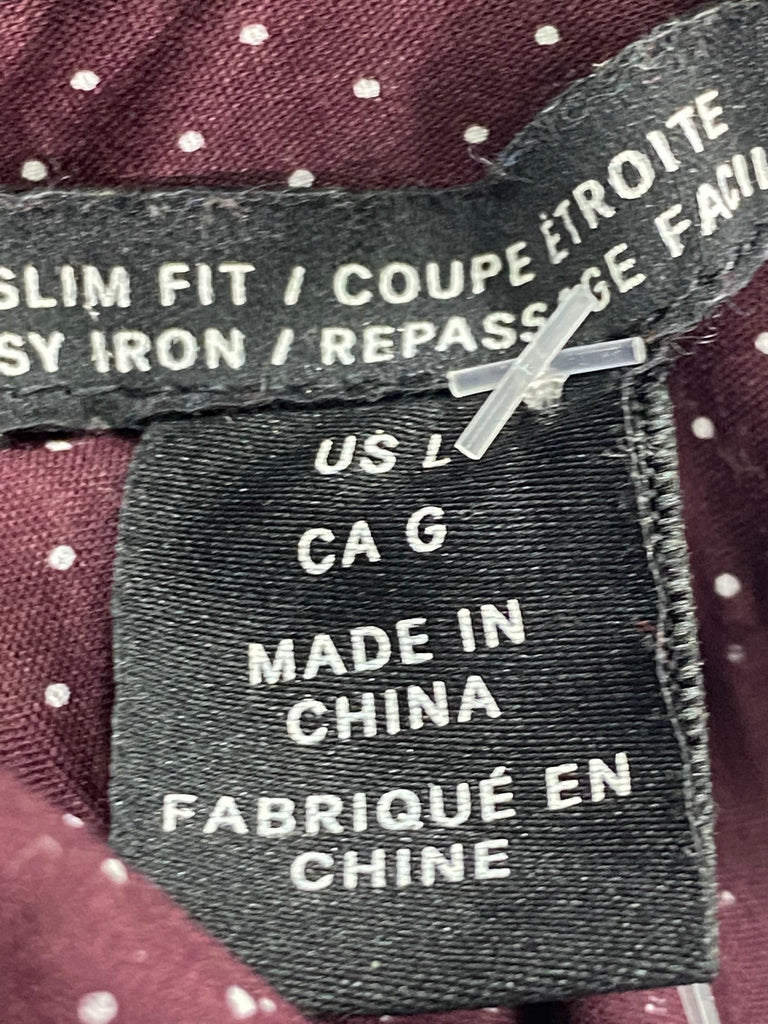 SLIM FIT / COUPE ÉTROITE
SY IRON / REPASSAGE FACIL
US L
CA G
MADE IN
CHINA
FABRIQUÉ EN
CHINE